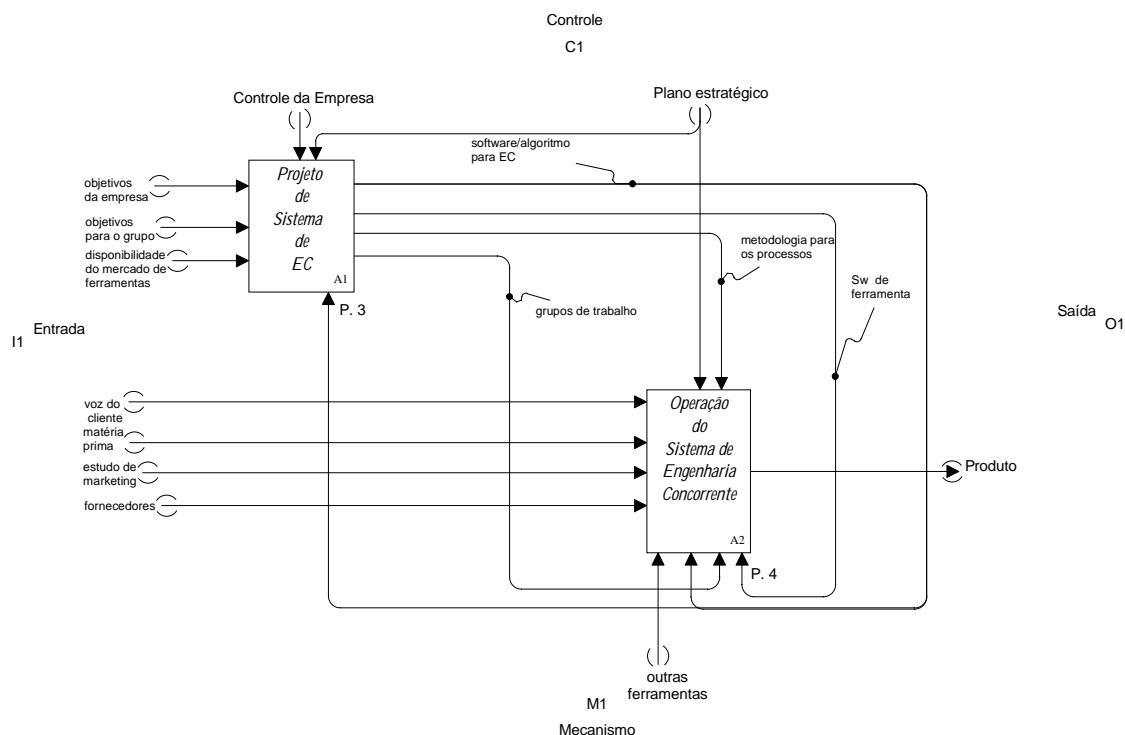 Controle
C1
Controle da Empresa
Plano estratégico
software/algoritmo
para EC
Projeto
de
Sistema
de
EC
A1
P. 3
objetivos
da empresa
objetivos
para o grupo
disponibilidade
do mercado de
ferramentas
metodologia para
os processos
Sw de
ferramenta
grupos de trabalho
Entrada
I1
Saída
O1
voz do
cliente
matéria
prima
estudo de
marketing
fornecedores
Operação
do
Sistema de
Engenharia
Concorrente
A2
P. 4
Produto
outras
ferramentas
M1
Mecanismo